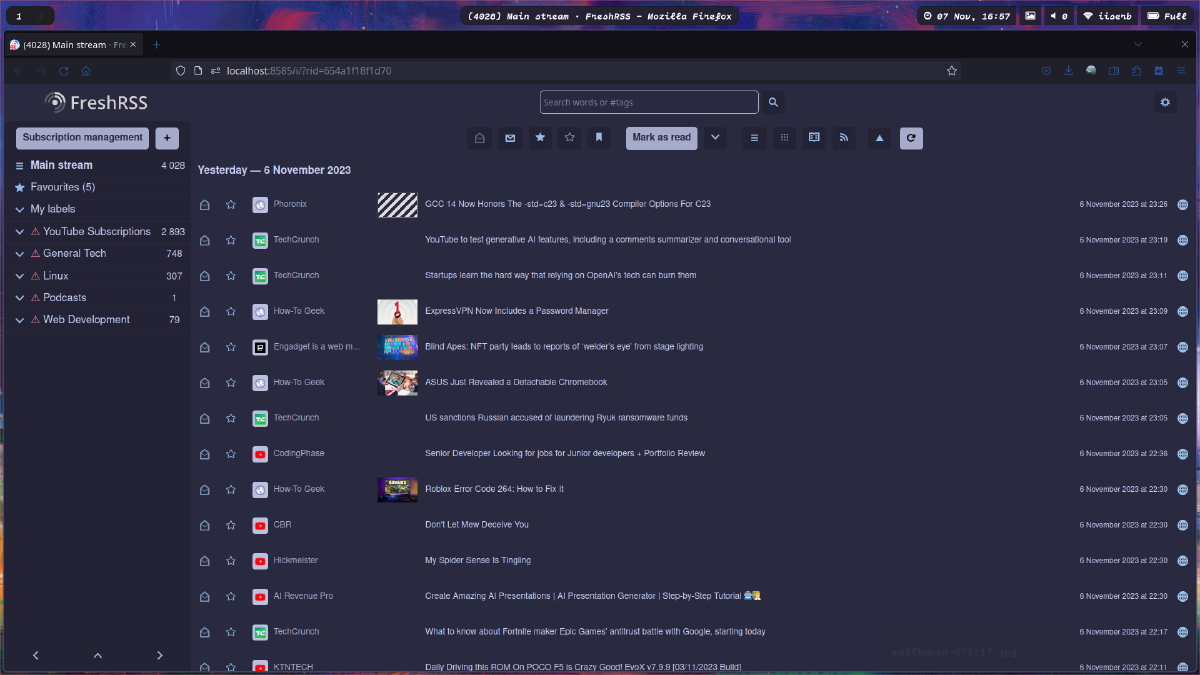 1 2 (4028) Main stream · FreshRSS — Mozilla Firefox 07 Nov, 16:57 0 iiserb Full
(4028) Main stream · Fre
localhost:8585/i/?rid=654a1f18f1d70
FreshRSS
Search words or #tags
Subscription management +
Mark as read
Main stream 4 028
Favourites (5)
My labels
YouTube Subscriptions 2 893
General Tech 748
Linux 307
Podcasts 1
Web Development 79
Yesterday — 6 November 2023
Phoronix GCC 14 Now Honors The -std=c23 & -std=gnu23 Compiler Options For C23 6 November 2023 at 23:26
TechCrunch YouTube to test generative AI features, including a comments summarizer and conversational tool 6 November 2023 at 23:19
TechCrunch Startups learn the hard way that relying on OpenAI's tech can burn them 6 November 2023 at 23:11
How-To Geek ExpressVPN Now Includes a Password Manager 6 November 2023 at 23:09
Engadget is a web m... Blind Apes: NFT party leads to reports of 'welder's eye' from stage lighting 6 November 2023 at 23:07
How-To Geek ASUS Just Revealed a Detachable Chromebook 6 November 2023 at 23:05
TechCrunch US sanctions Russian accused of laundering Ryuk ransomware funds 6 November 2023 at 23:05
CodingPhase Senior Developer Looking for jobs for Junior developers + Portfolio Review 6 November 2023 at 22:36
How-To Geek Roblox Error Code 264: How to Fix It 6 November 2023 at 22:30
CBR Don't Let Mew Deceive You 6 November 2023 at 22:30
Hickmeister My Spider Sense Is Tingling 6 November 2023 at 22:30
AI Revenue Pro Create Amazing AI Presentations | AI Presentation Generator | Step-by-Step Tutorial 6 November 2023 at 22:30
TechCrunch What to know about Fortnite maker Epic Games' antitrust battle with Google, starting today 6 November 2023 at 22:17
KTNTECH Daily Driving this ROM On POCO F5 is Crazy Good! EvoX v7.9.9 [03/11/2023 Build] 6 November 2023 at 22:11